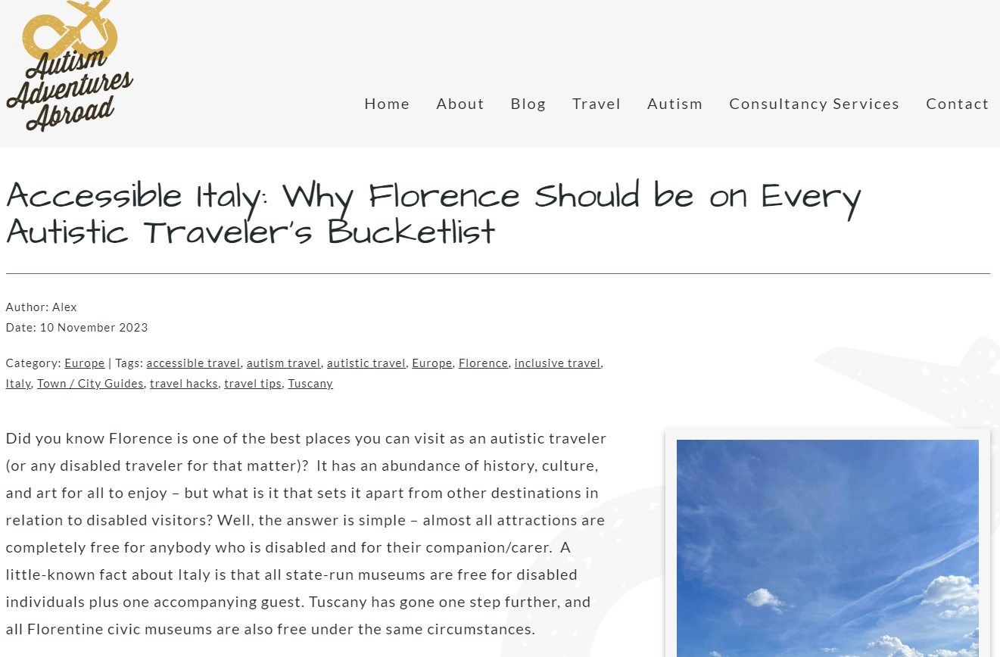 Autism
Adventures
Abroad
Home About Blog Travel Autism Consultancy Services Contact
Accessible Italy: Why Florence Should be on Every
Autistic Traveler's Bucketlist
Author: Alex
Date: 10 November 2023
Category: Europe | Tags: accessible travel, autism travel, autistic travel, Europe, Florence, inclusive travel,
Italy, Town / City Guides, travel hacks, travel tips, Tuscany
Did you know Florence is one of the best places you can visit as an autistic traveler
(or any disabled traveler for that matter)?  It has an abundance of history, culture,
and art for all to enjoy – but what is it that sets it apart from other destinations in
relation to disabled visitors? Well, the answer is simple – almost all attractions are
completely free for anybody who is disabled and for their companion/carer.  A
little-known fact about Italy is that all state-run museums are free for disabled
individuals plus one accompanying guest. Tuscany has gone one step further, and
all Florentine civic museums are also free under the same circumstances.